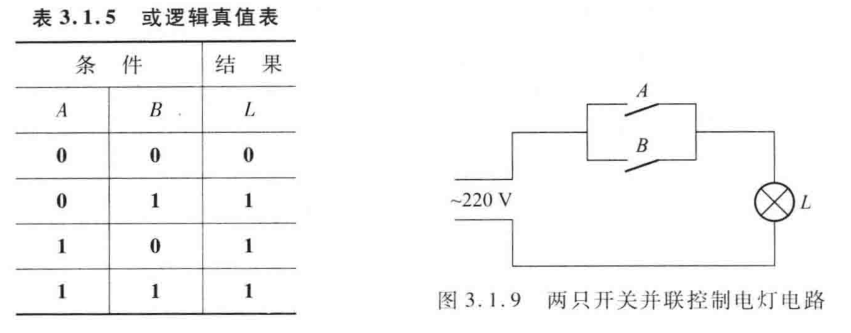 表 3.1.5 或逻辑真值表
条 件 结 果
A B L
0 0 0
0 1 1
1 0 1
1 1 1
A
B
~220 V
L
图 3.1.9 两只开关并联控制电灯电路